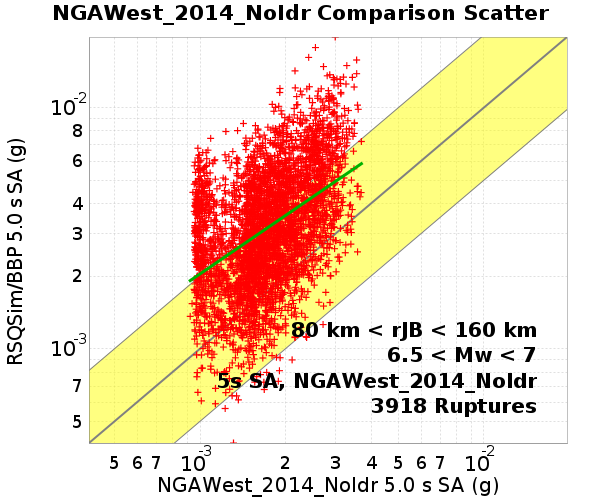 NGAWest_2014_NoIdr Comparison Scatter
RSQSim/BBP 5.0 s SA (g)
10-2
8
6
4
3
2
10-3
7
5
80 km < rJB < 160 km
6.5 < Mw < 7
5s SA, NGAWest_2014_NoIdr
3918 Ruptures
5 6 7 10-3 2 3 4 5 6 7 10-2
NGAWest_2014_NoIdr 5.0 s SA (g)